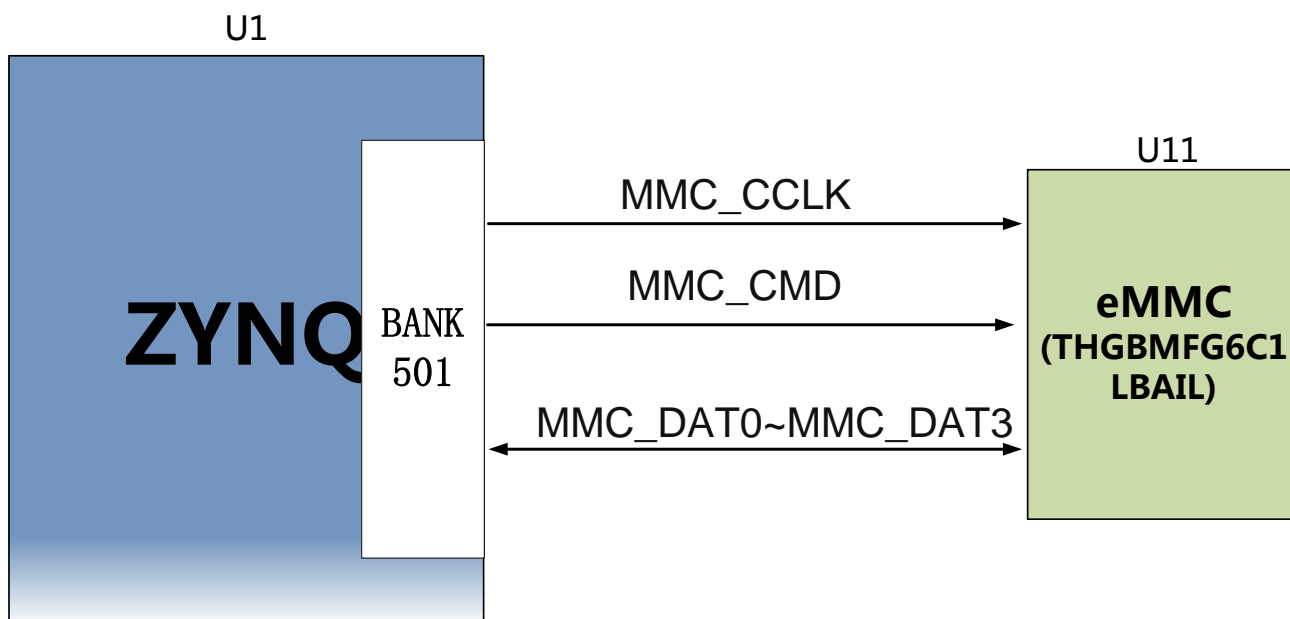 U1
U11
MMC_CCLK
MMC_CMD
ZYNQ
BANK
501
eMMC
(THGBMFG6C1
LBAIL)
MMC_DAT0~MMC_DAT3